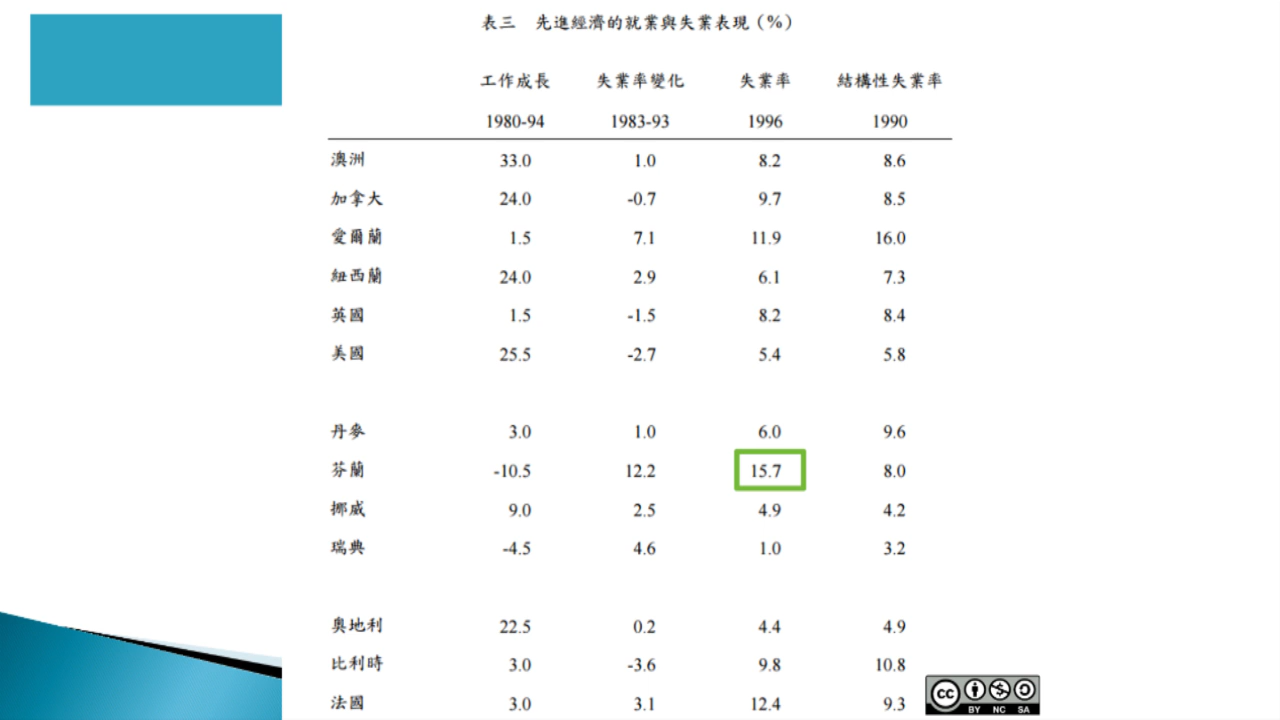 表三 先進經濟的就業與失業表現（%）
工作成長 失業率變化 失業率 結構性失業率
1980-94 1983-93 1996 1990
澳洲 33.0 1.0 8.2 8.6
加拿大 24.0 -0.7 9.7 8.5
愛爾蘭 1.5 7.1 11.9 16.0
紐西蘭 24.0 2.9 6.1 7.3
英國 1.5 -1.5 8.2 8.4
美國 25.5 -2.7 5.4 5.8
丹麥 3.0 1.0 6.0 9.6
芬蘭 -10.5 12.2 15.7 8.0
挪威 9.0 2.5 4.9 4.2
瑞典 -4.5 4.6 1.0 3.2
奧地利 22.5 0.2 4.4 4.9
比利時 3.0 -3.6 9.8 10.8
法國 3.0 3.1 12.4 9.3
cc BY NC SA